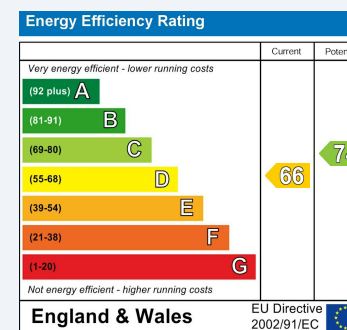 Energy Efficiency Rating
Current
Very energy efficient - lower running costs
(92 plus) A
(81-91) B
(69-80) C
(55-68) D
66
(39-54) E
(21-38) F
(1-20) G
Not energy efficient - higher running costs
England & Wales
EU Directive
2002/91/EC